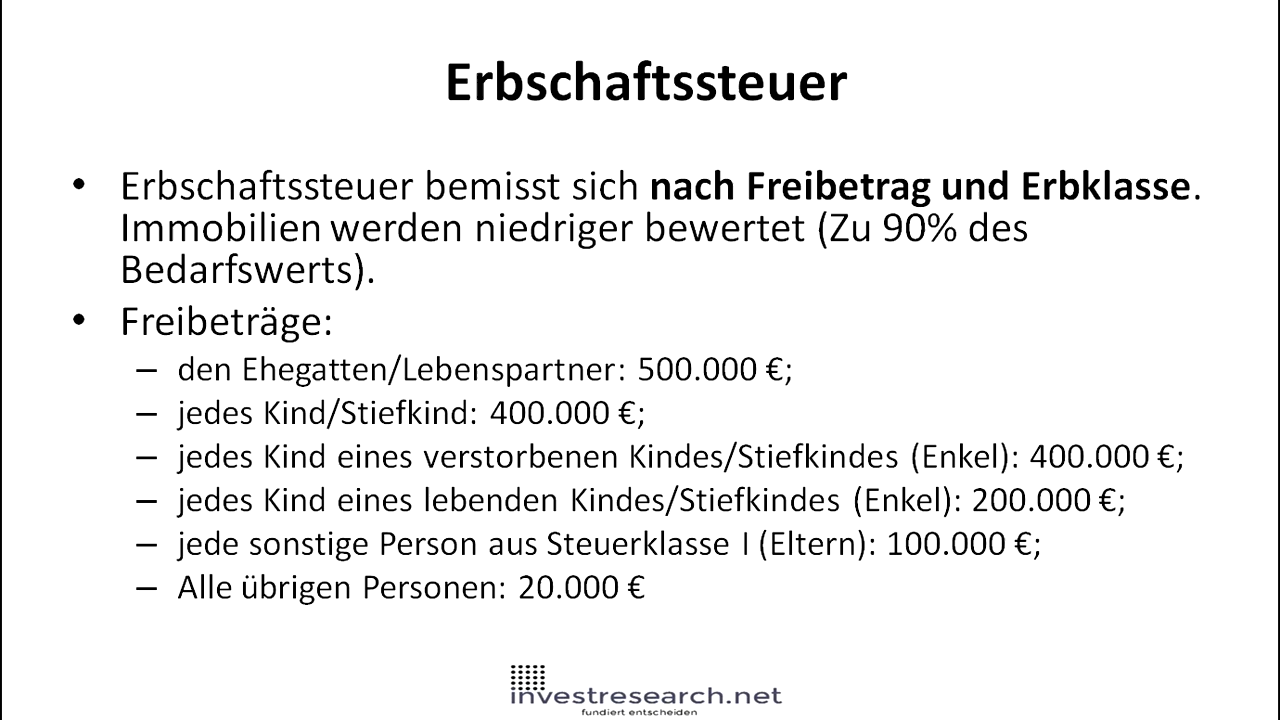 Erbschaftssteuer
• Erbschaftssteuer bemisst sich nach Freibetrag und Erbklasse.
Immobilien werden niedriger bewertet (Zu 90% des
Bedarfswerts).
• Freibeträge:
– den Ehegatten/Lebenspartner: 500.000 €;
– jedes Kind/Stiefkind: 400.000 €;
– jedes Kind eines verstorbenen Kindes/Stiefkindes (Enkel): 400.000 €;
– jedes Kind eines lebenden Kindes/Stiefkindes (Enkel): 200.000 €;
– jede sonstige Person aus Steuerklasse I (Eltern): 100.000 €;
– Alle übrigen Personen: 20.000 €
investresearch.net
fundiert entscheiden